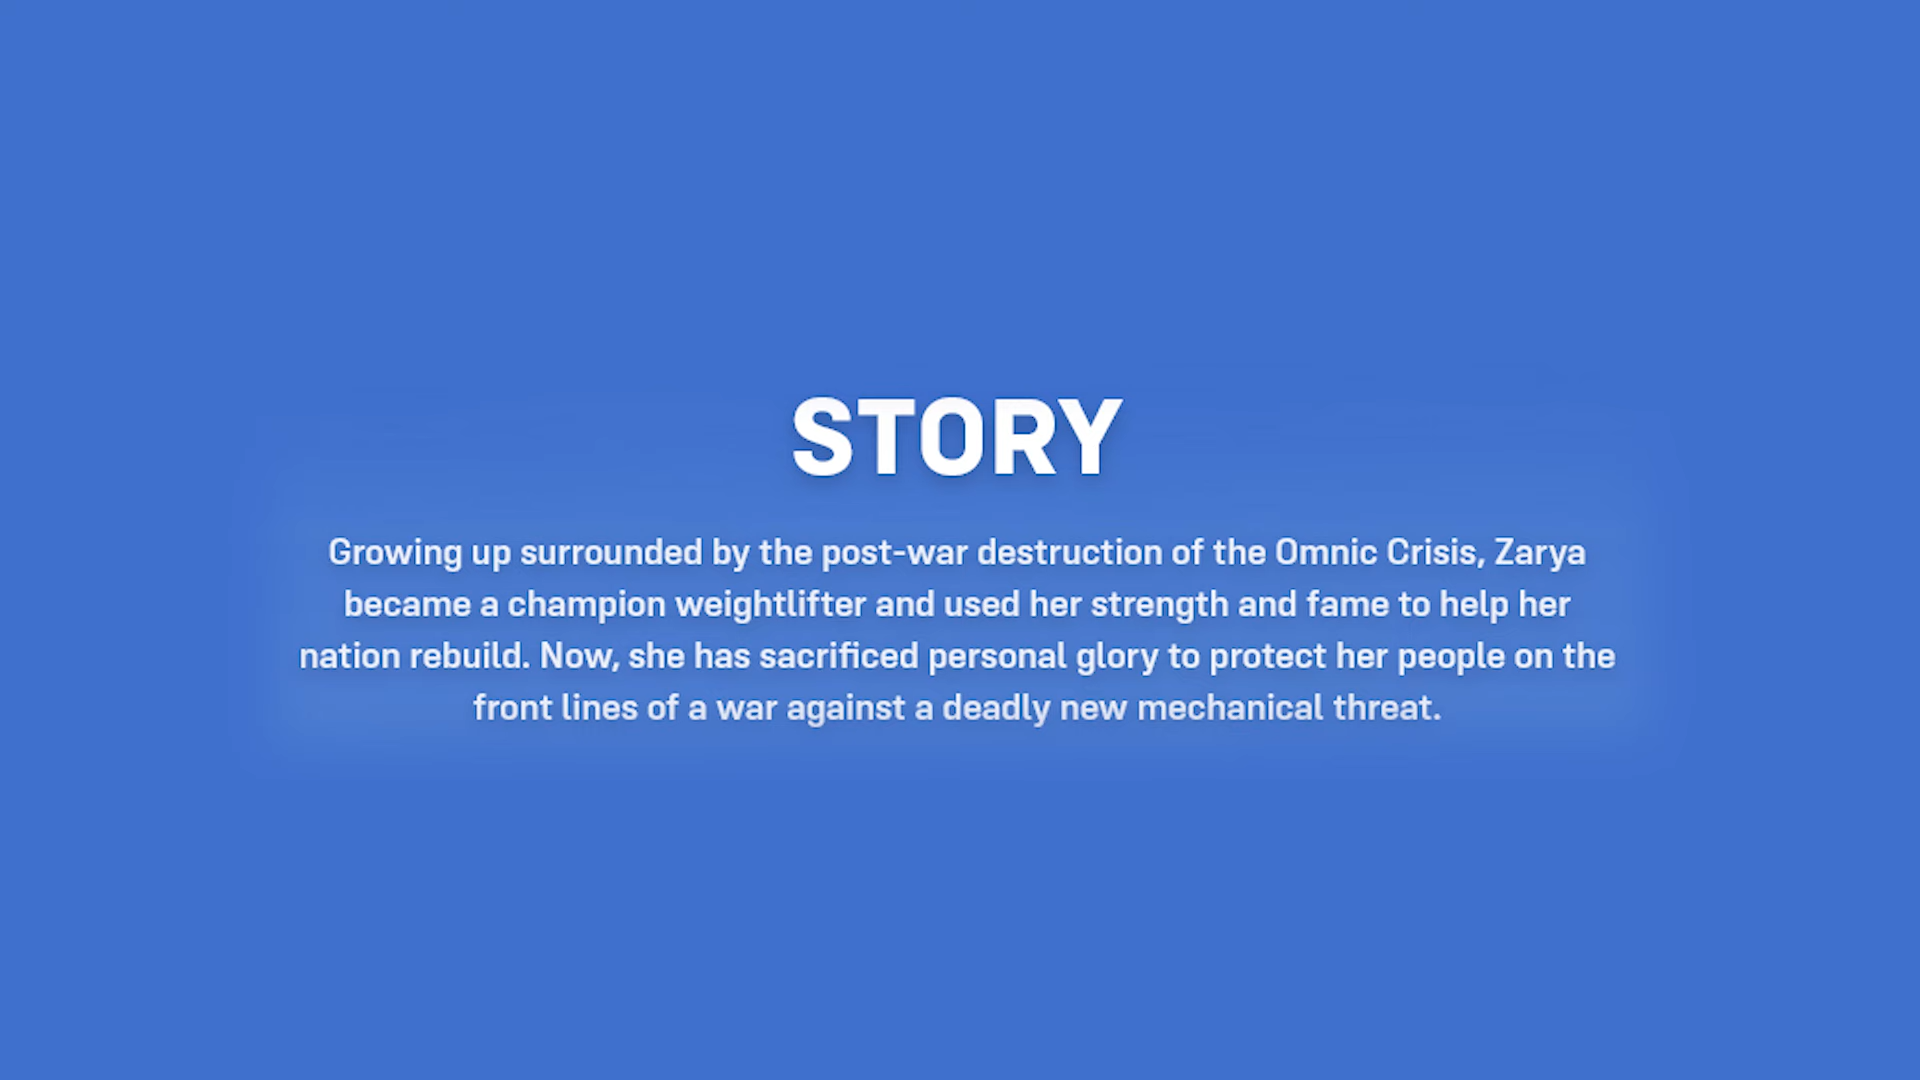 STORY
Growing up surrounded by the post-war destruction of the Omnic Crisis, Zarya
became a champion weightlifter and used her strength and fame to help her
nation rebuild. Now, she has sacrificed personal glory to protect her people on the
front lines of a war against a deadly new mechanical threat.